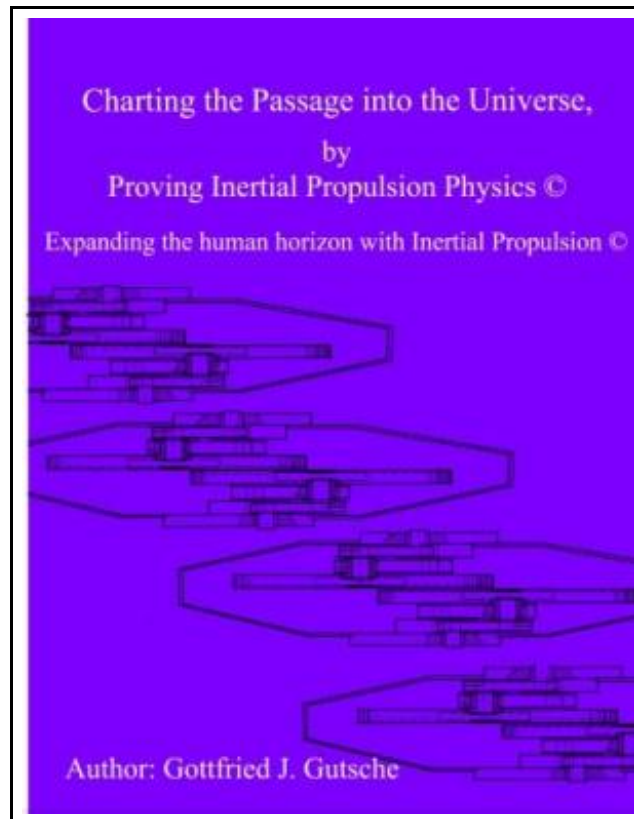 Charting the Passage into the Universe,
by
Proving Inertial Propulsion Physics ©
Expanding the human horizon with Inertial Propulsion ©
Author: Gottfried J. Gutsche